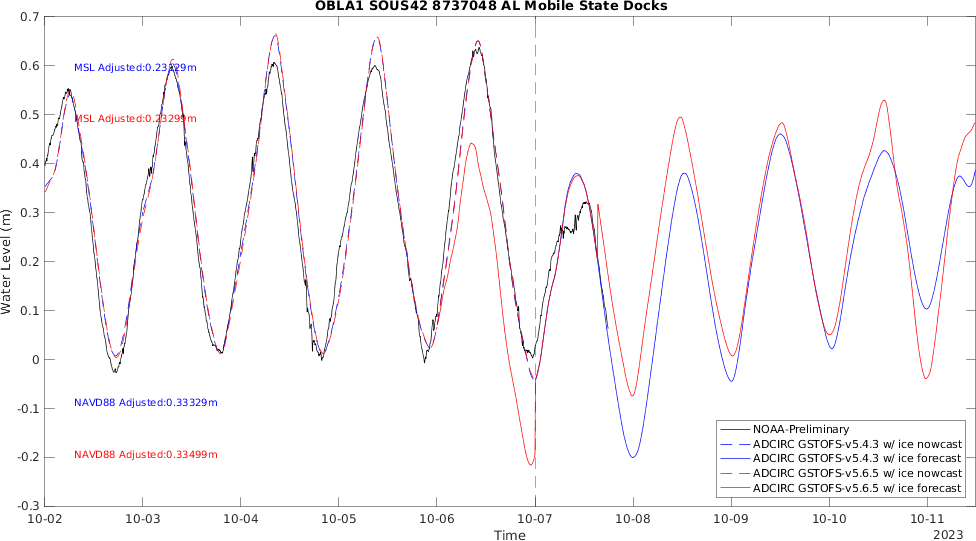 OBLA1 SOUS42 8737048 AL Mobile State Docks
0.7
0.6
0.5
0.4
0.3
0.2
0.1
0
-0.1
-0.2
-0.3
Water Level (m)
MSL Adjusted:0.23329m
MSL Adjusted:0.23299m
NAVD88 Adjusted:0.33329m
NAVD88 Adjusted:0.33499m
NOAA-Preliminary
ADCIRC GSTOFS-v5.4.3 w/ ice nowcast
ADCIRC GSTOFS-v5.4.3 w/ ice forecast
ADCIRC GSTOFS-v5.6.5 w/ ice nowcast
ADCIRC GSTOFS-v5.6.5 w/ ice forecast
10-02 10-03 10-04 10-05 10-06 10-07 10-08 10-09 10-10 10-11
Time
2023